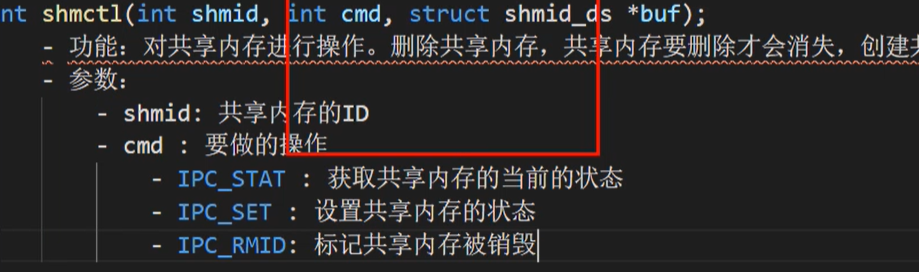 nt shmctl(int shmid, int cmd, struct shmid_ds *buf);
- 功能：对共享内存进行操作。删除共享内存，共享内存要删除才会消失，创建
- 参数：
- shmid: 共享内存的ID
- cmd : 要做的操作
- IPC_STAT : 获取共享内存的当前的状态
- IPC_SET : 设置共享内存的状态
- IPC_RMID: 标记共享内存被销毁